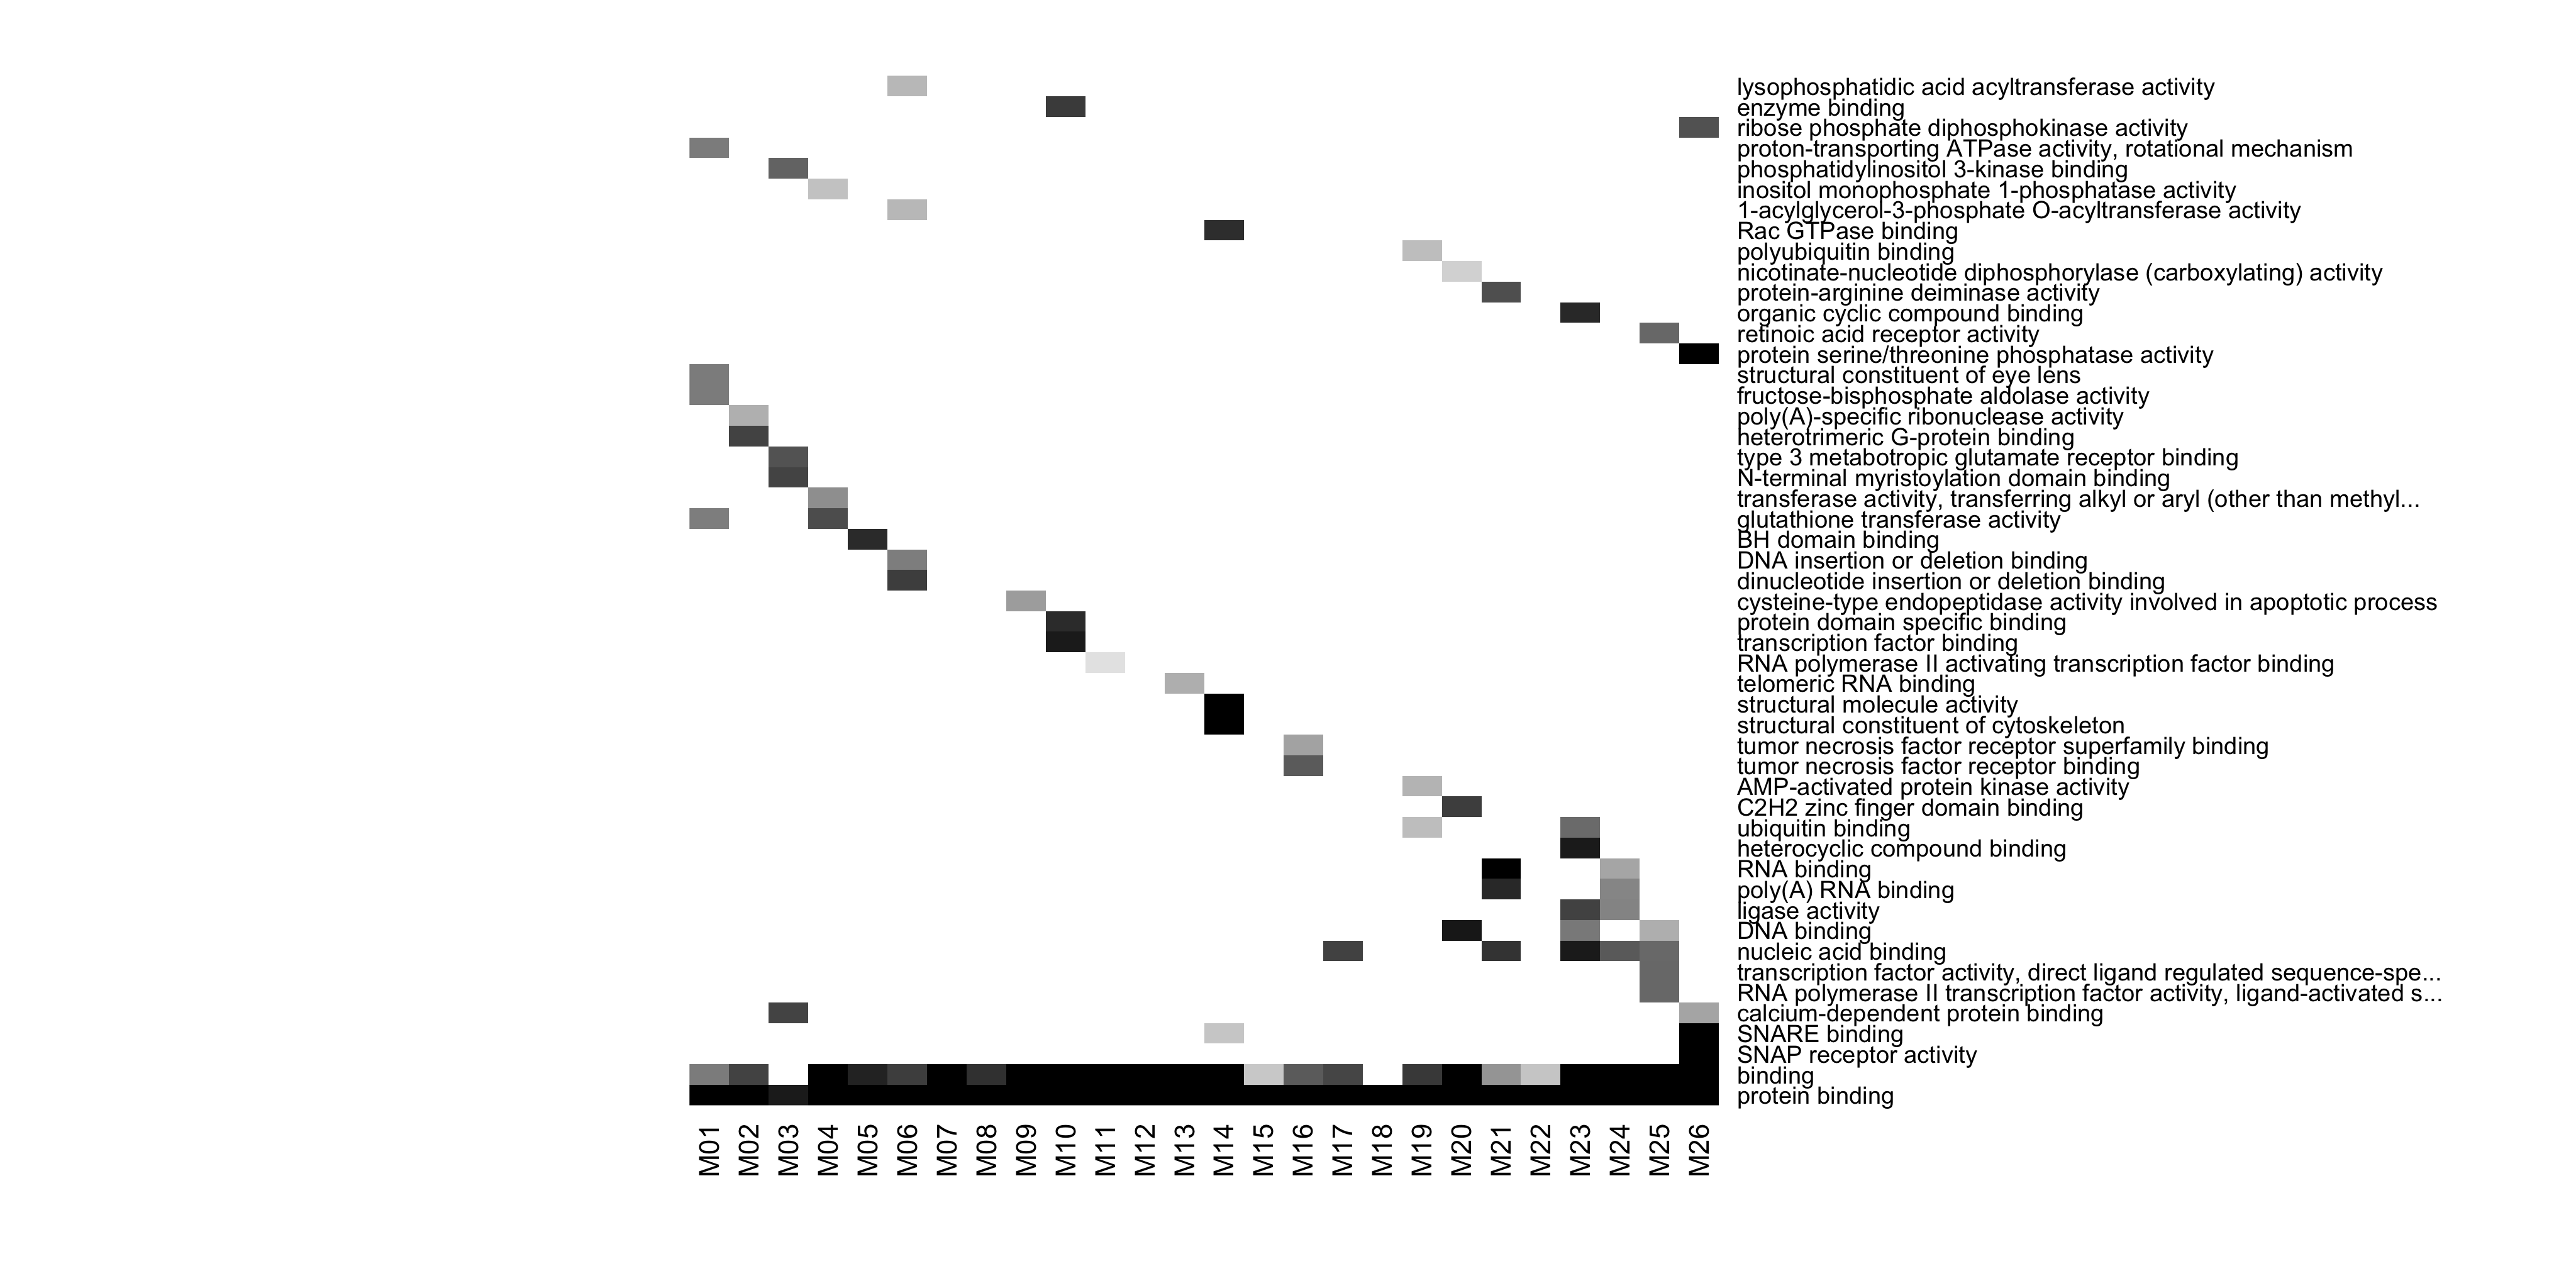 lysophosphatidic acid acyltransferase activity
enzyme binding
ribose phosphate diphosphokinase activity
proton-transporting ATPase activity, rotational mechanism
phosphatidylinositol 3-kinase binding
inositol monophosphate 1-phosphatase activity
1-acylglycerol-3-phosphate O-acyltransferase activity
Rac GTPase binding
polyubiquitin binding
nicotinate-nucleotide diphosphorylase (carboxylating) activity
protein-arginine deiminase activity
organic cyclic compound binding
retinoic acid receptor activity
protein serine/threonine phosphatase activity
structural constituent of eye lens
fructose-bisphosphate aldolase activity
poly(A)-specific ribonuclease activity
heterotrimeric G-protein binding
type 3 metabotropic glutamate receptor binding
N-terminal myristoylation domain binding
transferase activity, transferring alkyl or aryl (other than methyl...
glutathione transferase activity
BH domain binding
DNA insertion or deletion binding
dinucleotide insertion or deletion binding
cysteine-type endopeptidase activity involved in apoptotic process
protein domain specific binding
transcription factor binding
RNA polymerase II activating transcription factor binding
telomeric RNA binding
structural molecule activity
structural constituent of cytoskeleton
tumor necrosis factor receptor superfamily binding
tumor necrosis factor receptor binding
AMP-activated protein kinase activity
C2H2 zinc finger domain binding
ubiquitin binding
heterocyclic compound binding
RNA binding
poly(A) RNA binding
ligase activity
DNA binding
nucleic acid binding
transcription factor activity, direct ligand regulated sequence-spe...
RNA polymerase II transcription factor activity, ligand-activated s...
calcium-dependent protein binding
SNARE binding
SNAP receptor activity
binding
protein binding
M01
M02
M03
M04
M05
M06
M07
M08
M09
M10
M11
M12
M13
M14
M15
M16
M17
M18
M19
M20
M21
M22
M23
M24
M25
M26